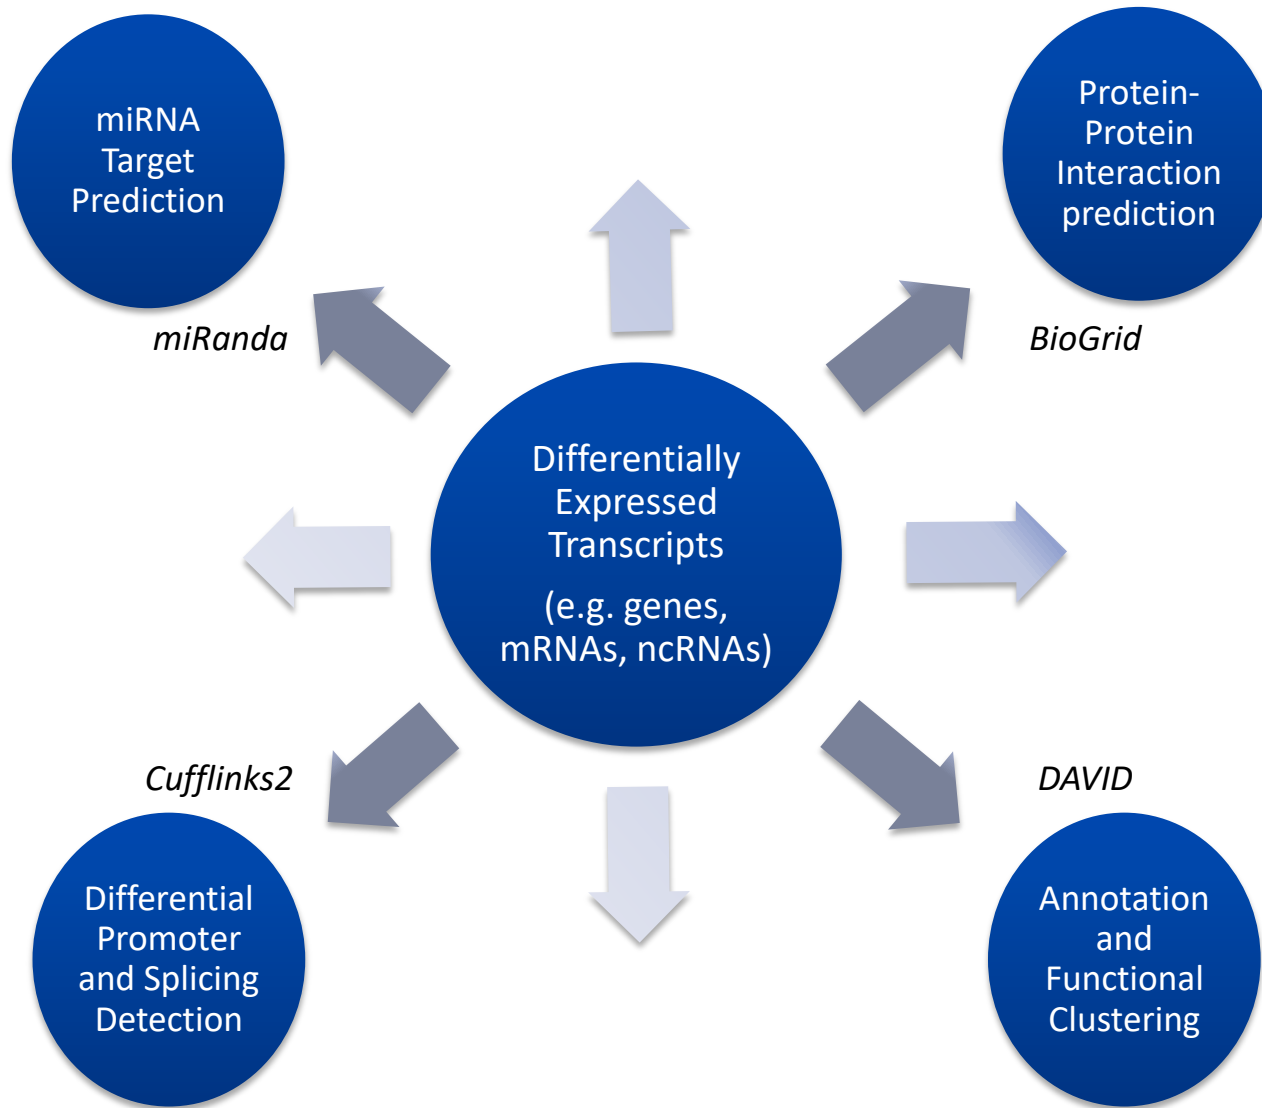 miRNA
Target
Prediction
Protein-
Protein
Interaction
prediction
miRanda
BioGrid
Differentially
Expressed
Transcripts
(e.g. genes,
mRNAs, ncRNAs)
Cufflinks2
DAVID
Differential
Promoter
and Splicing
Detection
Annotation
and
Functional
Clustering